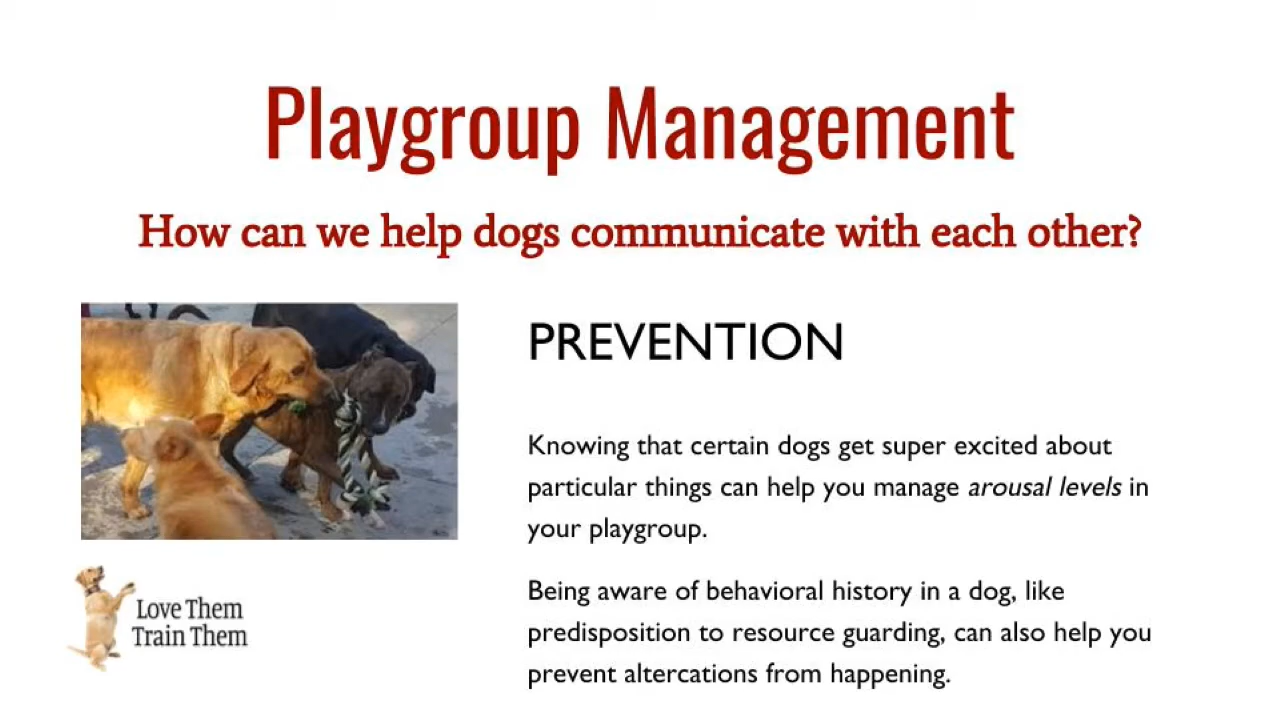 Playgroup Management
How can we help dogs communicate with each other?
PREVENTION
Knowing that certain dogs get super excited about
particular things can help you manage arousal levels in
your playgroup.
Being aware of behavioral history in a dog, like
predisposition to resource guarding, can also help you
prevent altercations from happening.
Love Them
Train Them